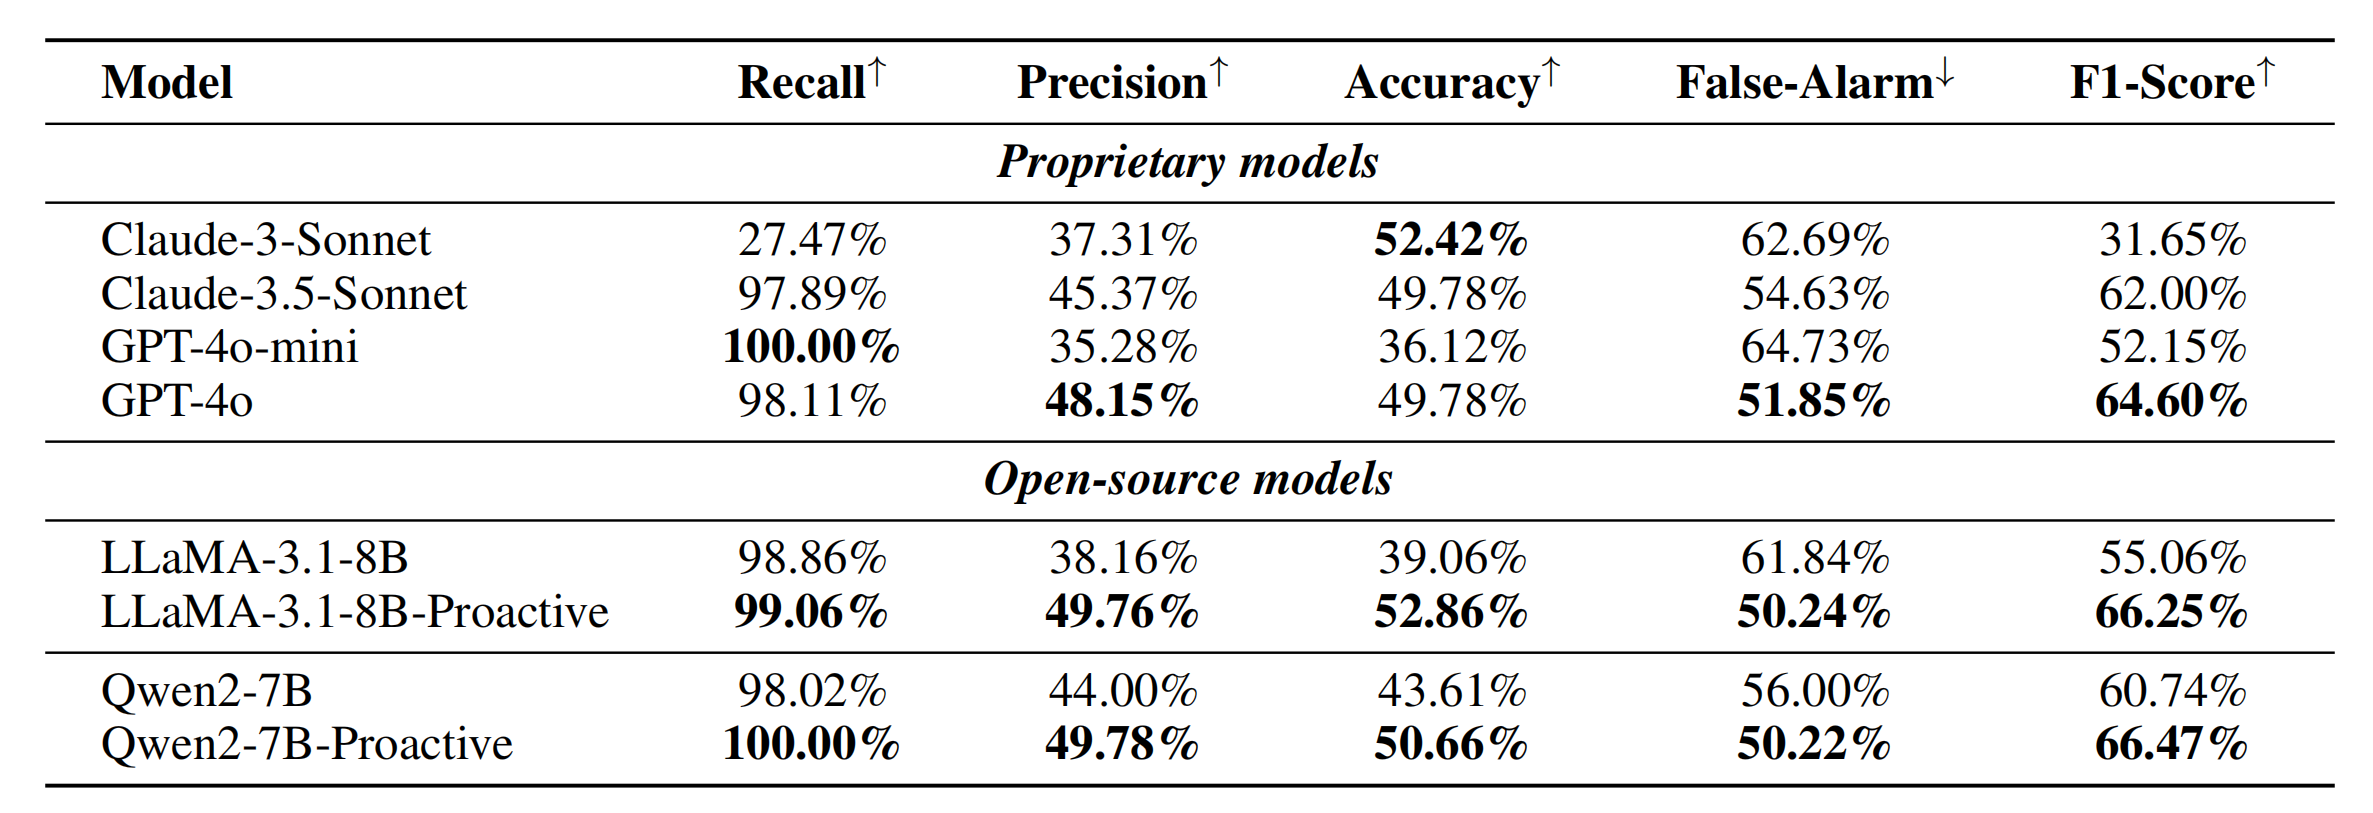 Model Recall↑ Precision↑ Accuracy↑ False-Alarm↓ F1-Score↑
Proprietary models
Claude-3-Sonnet 27.47% 37.31% 52.42% 62.69% 31.65%
Claude-3.5-Sonnet 97.89% 45.37% 49.78% 54.63% 62.00%
GPT-4o-mini 100.00% 35.28% 36.12% 64.73% 52.15%
GPT-4o 98.11% 48.15% 49.78% 51.85% 64.60%
Open-source models
LLaMA-3.1-8B 98.86% 38.16% 39.06% 61.84% 55.06%
LLaMA-3.1-8B-Proactive 99.06% 49.76% 52.86% 50.24% 66.25%
Qwen2-7B 98.02% 44.00% 43.61% 56.00% 60.74%
Qwen2-7B-Proactive 100.00% 49.78% 50.66% 50.22% 66.47%